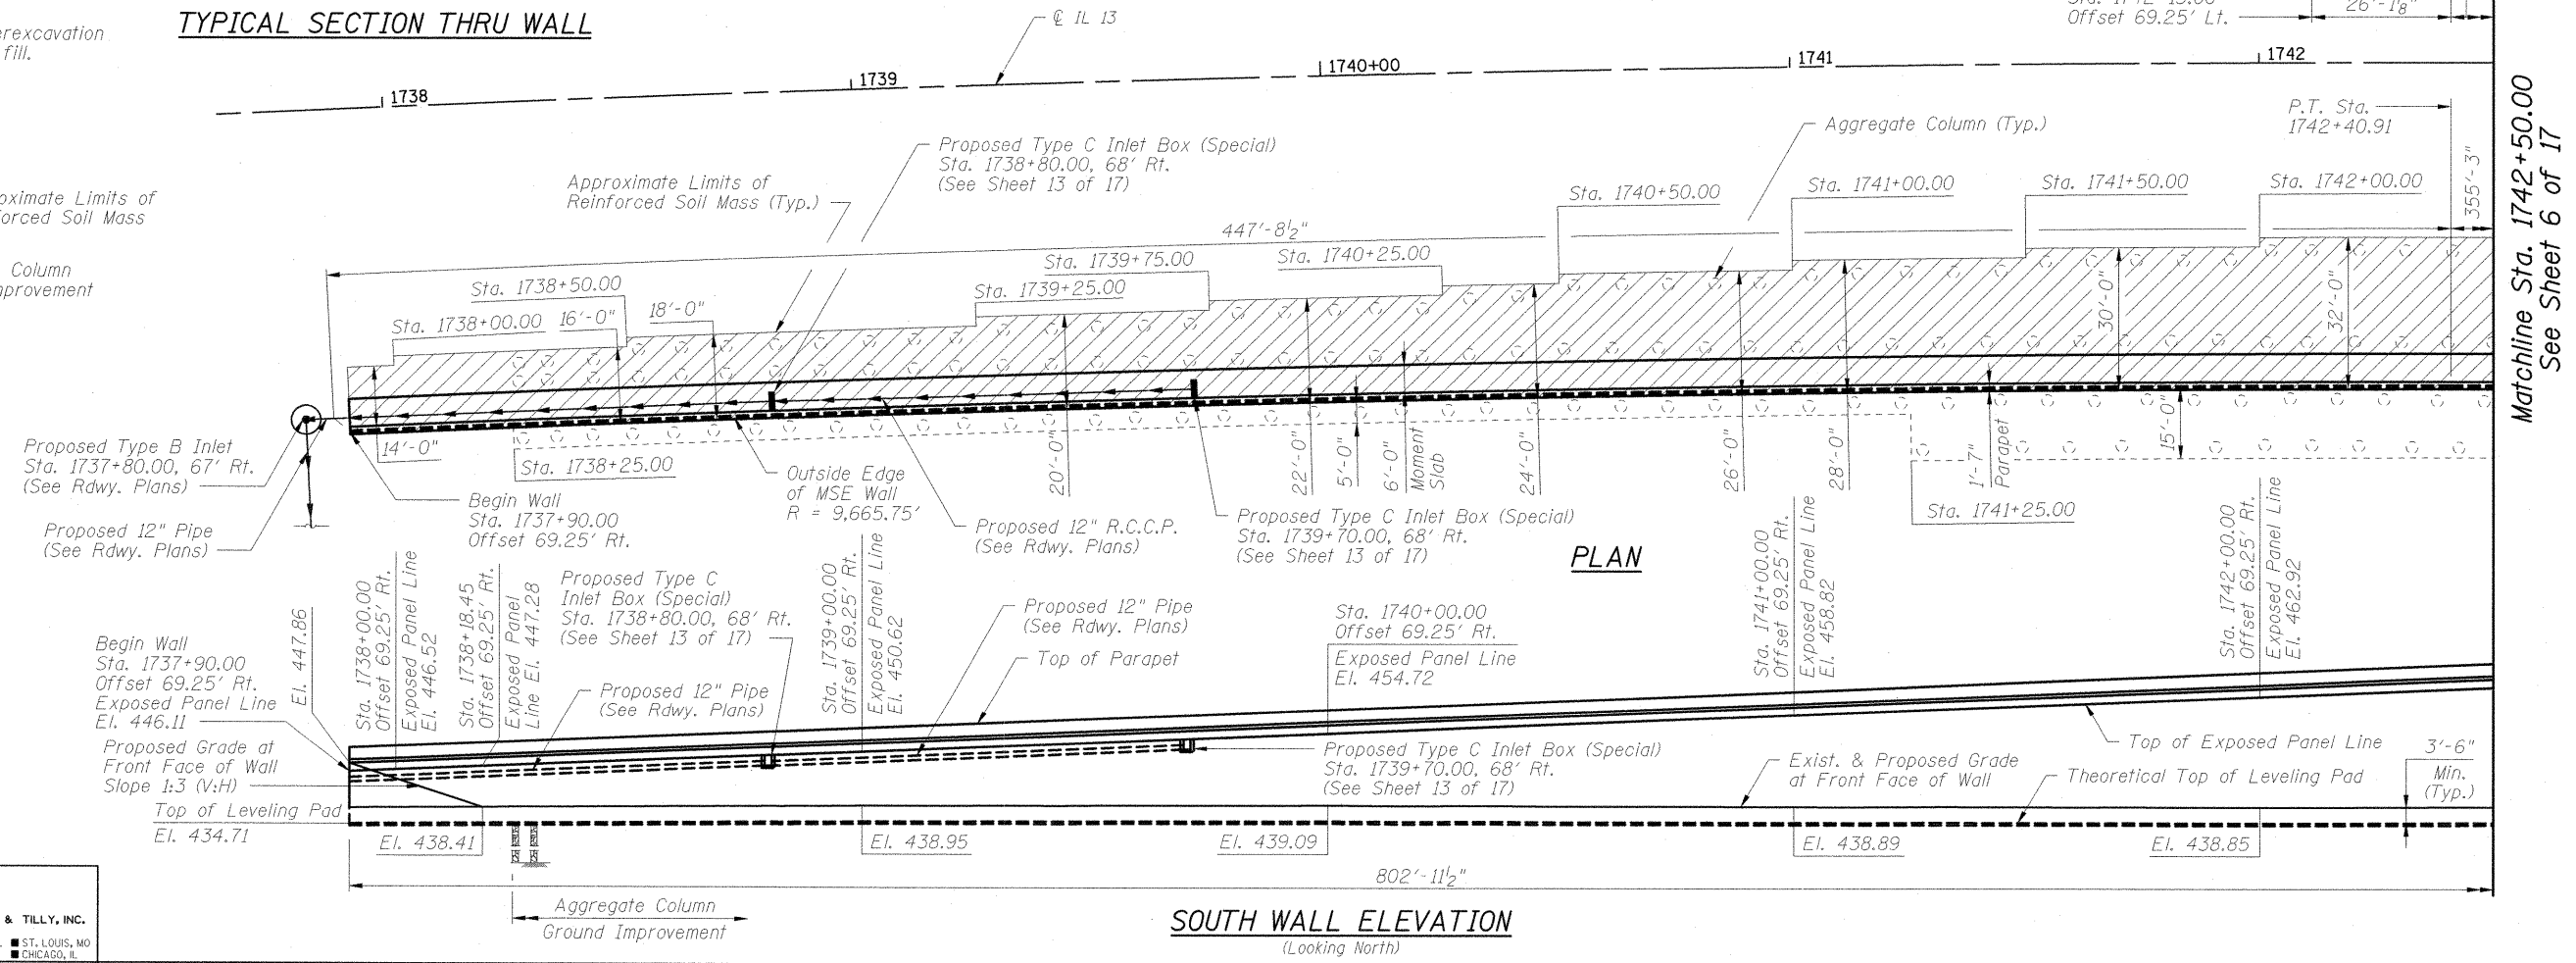 TYPICAL SECTION THRU WALL
fill.
℄ IL 13
Offset 69.25' Lt.
26'-1⅛"
1738
1739
1740+00
1741
1742
P.T. Sta.
1742+40.91
355'-3"
Matchline Sta. 1742+50.00
See Sheet 6 of 17
Limits of
Soil Mass
Column
Approximate Limits of
Reinforced Soil Mass (Typ.)
Proposed Type C Inlet Box (Special)
Sta. 1738+80.00, 68' Rt.
(See Sheet 13 of 17)
Aggregate Column (Typ.)
447'-8½"
Sta. 1738+00.00
Sta. 1738+50.00
Sta. 1739+25.00
Sta. 1739+75.00
Sta. 1740+25.00
Sta. 1740+50.00
Sta. 1741+00.00
Sta. 1741+50.00
Sta. 1742+00.00
16'-0"
18'-0"
14'-0"
20'-0"
22'-0"
5'-0"
6'-0"
Moment
Slab
24'-0"
26'-0"
28'-0"
1'-7"
Parapet
30'-0"
15'-0"
32'-0"
Proposed Type B Inlet
Sta. 1737+80.00, 67' Rt.
(See Rdwy. Plans)
Proposed 12" Pipe
(See Rdwy. Plans)
Sta. 1738+25.00
Begin Wall
Sta. 1737+90.00
Offset 69.25' Rt.
Outside Edge
of MSE Wall
R = 9,665.75'
Proposed 12" R.C.C.P.
(See Rdwy. Plans)
Proposed Type C Inlet Box (Special)
Sta. 1739+70.00, 68' Rt.
(See Sheet 13 of 17)
Sta. 1741+25.00
PLAN
Begin Wall
Sta. 1737+90.00
Offset 69.25' Rt.
Exposed Panel Line
El. 446.11
El. 447.86
Sta. 1738+00.00
Offset 69.25' Rt.
Exposed Panel Line
El. 446.52
Sta. 1738+18.45
Offset 69.25' Rt.
Exposed Panel
Line El. 447.28
Proposed Type C
Inlet Box (Special)
Sta. 1738+80.00, 68' Rt.
(See Sheet 13 of 17)
Proposed 12" Pipe
(See Rdwy. Plans)
Sta. 1739+00.00
Offset 69.25' Rt.
Exposed Panel Line
El. 450.62
Proposed 12" Pipe
(See Rdwy. Plans)
Top of Parapet
Sta. 1740+00.00
Offset 69.25' Rt.
Exposed Panel Line
El. 454.72
Sta. 1741+00.00
Offset 69.25' Rt.
Exposed Panel Line
El. 458.82
Sta. 1742+00.00
Offset 69.25' Rt.
Exposed Panel Line
El. 462.92
Proposed Grade at
Front Face of Wall
Slope 1:3 (V:H)
Top of Leveling Pad
El. 434.71
Proposed Type C Inlet Box (Special)
Sta. 1739+70.00, 68' Rt.
(See Sheet 13 of 17)
Exist. & Proposed Grade
at Front Face of Wall
Top of Exposed Panel Line
Theoretical Top of Leveling Pad
3'-6"
Min.
(Typ.)
El. 438.41
El. 438.95
El. 439.09
El. 438.89
El. 438.85
802'-11½"
Aggregate Column
Ground Improvement
SOUTH WALL ELEVATION
(Looking North)
& TILLY, INC.
ST. LOUIS, MO
CHICAGO, IL